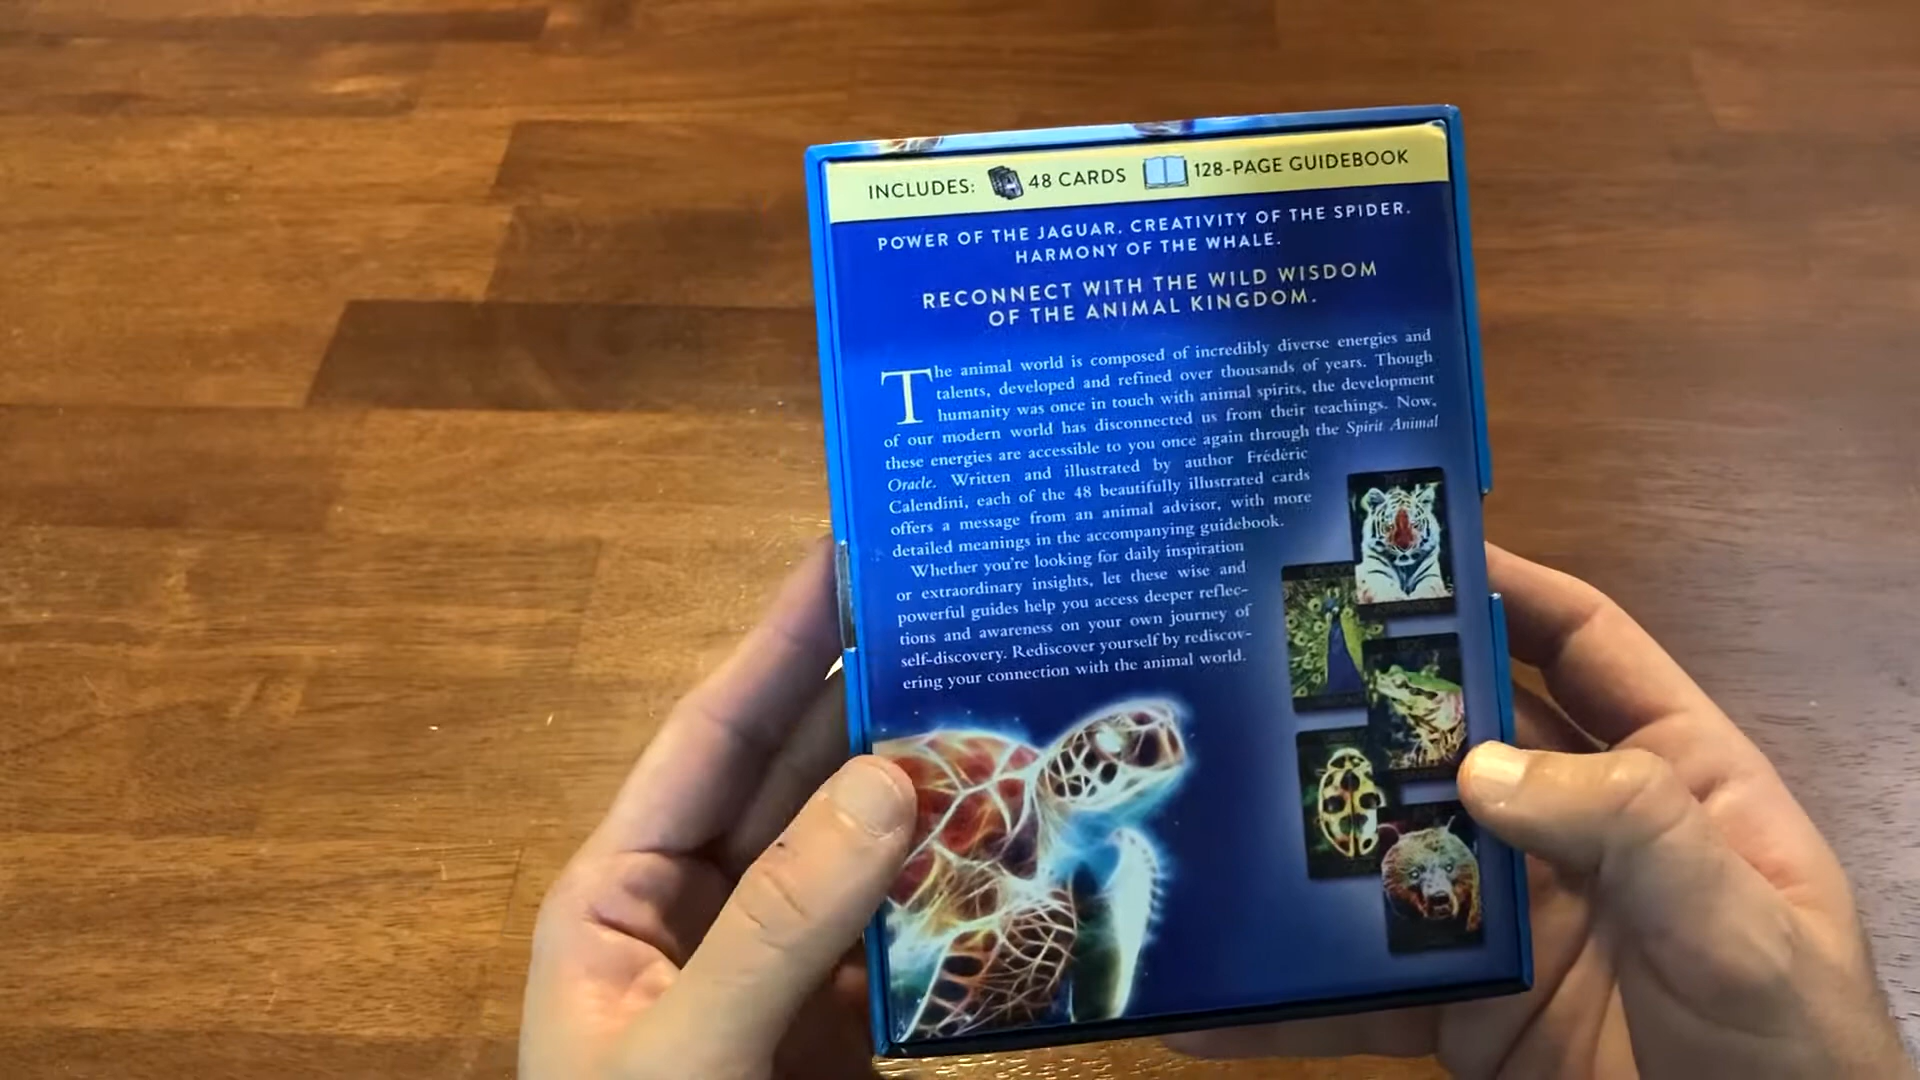 INCLUDES: 48 CARDS 128-PAGE GUIDEBOOK
POWER OF THE JAGUAR. CREATIVITY OF THE SPIDER.
HARMONY OF THE WHALE.
RECONNECT WITH THE WILD WISDOM
OF THE ANIMAL KINGDOM.
The animal world is composed of incredibly diverse energies and
talents, developed and refined over thousands of years. Though
humanity was once in touch with animal spirits, the development
of our modern world has disconnected us from their teachings. Now,
these energies are accessible to you once again through the Spirit Animal
Oracle. Written and illustrated by author Frédéric
Calendini, each of the 48 beautifully illustrated cards
offers a message from an animal advisor, with more
detailed meanings in the accompanying guidebook.
Whether you're looking for daily inspiration
or extraordinary insights, let these wise and
powerful guides help you access deeper reflec-
tions and awareness on your own journey of
self-discovery. Rediscover yourself by rediscov-
ering your connection with the animal world.